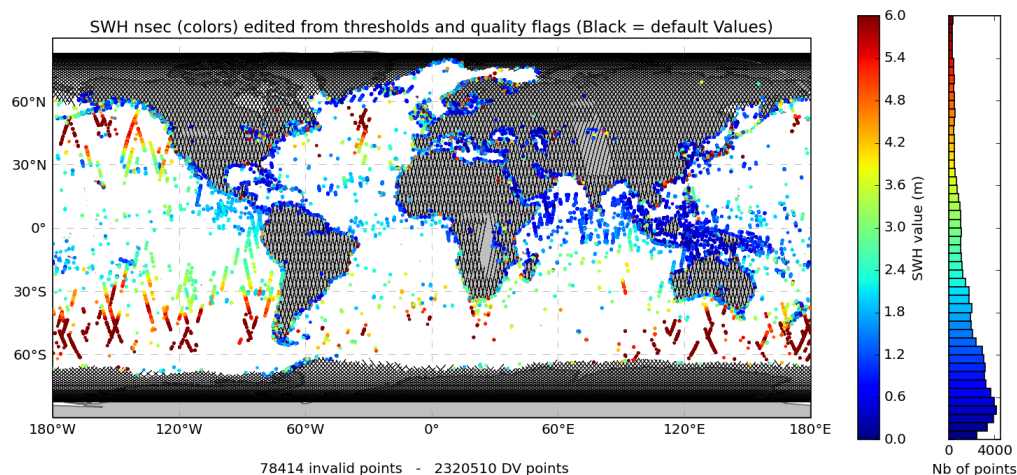 SWH nsec (colors) edited from thresholds and quality flags (Black = default Values)
60°N
30°N
0°
30°S
60°S
180°W 120°W 60°W 0° 60°E 120°E 180°E
78414 invalid points - 2320510 DV points
6.0
5.4
4.8
4.2
3.6
3.0
2.4
1.8
1.2
0.6
0.0
SWH value (m)
0 4000
Nb of points